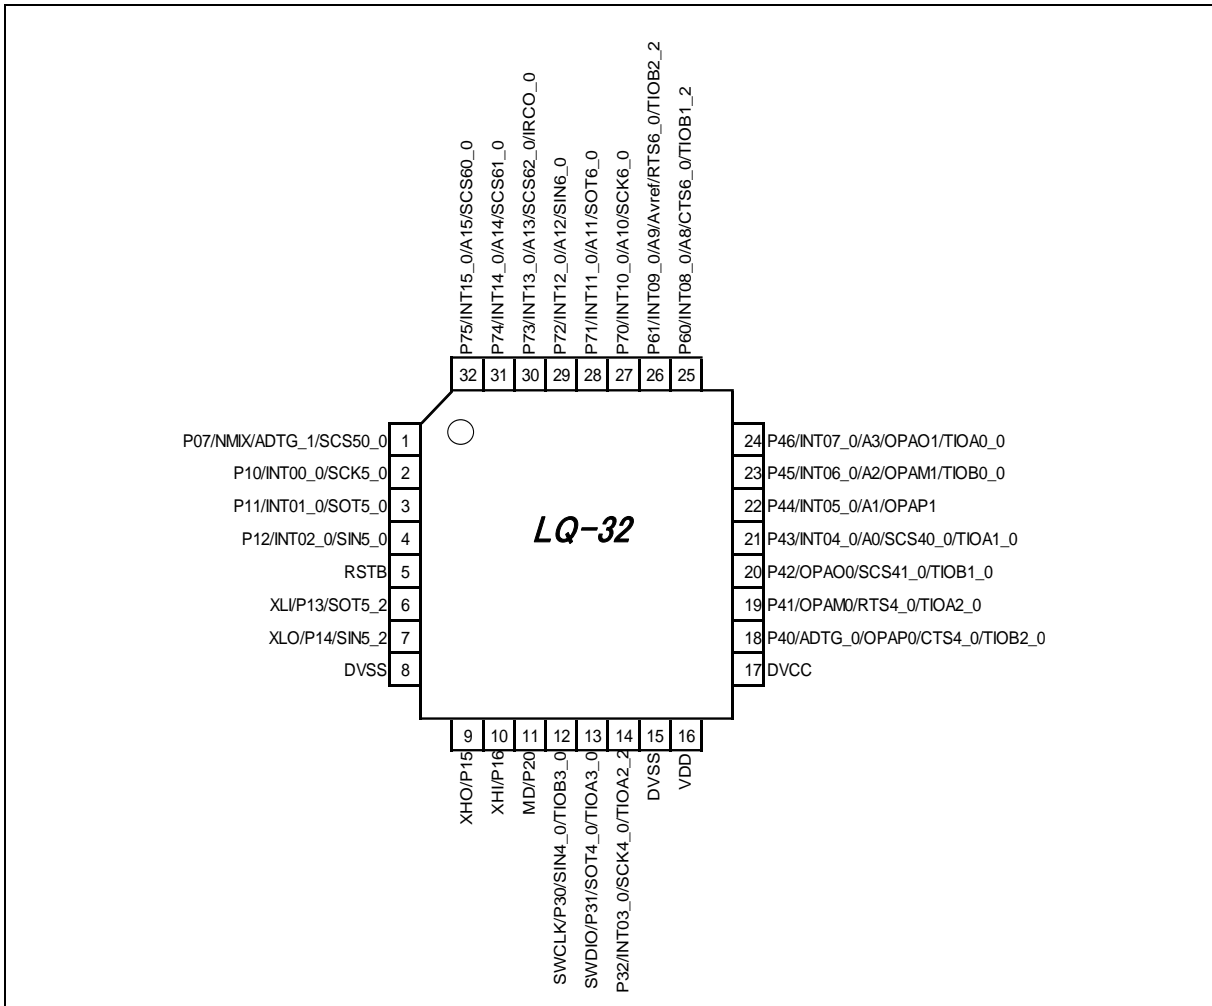 P75/INT15_0/A15/SCS60_0
P74/INT14_0/A14/SCS61_0
P73/INT13_0/A13/SCS62_0/IRCO_0
P72/INT12_0/A12/SIN6_0
P71/INT11_0/A11/SOT6_0
P70/INT10_0/A10/SCK6_0
P61/INT09_0/A9/Avref/RTS6_0/TIOB2_2
P60/INT08_0/A8/CTS6_0/TIOB1_2
32 31 30 29 28 27 26 25
P07/NMIX/ADTG_1/SCS50_0 1
P10/INT00_0/SCK5_0 2
P11/INT01_0/SOT5_0 3
P12/INT02_0/SIN5_0 4
RSTB 5
XLI/P13/SOT5_2 6
XLO/P14/SIN5_2 7
DVSS 8
LQ-32
24 P46/INT07_0/A3/OPAO1/TIOA0_0
23 P45/INT06_0/A2/OPAM1/TIOB0_0
22 P44/INT05_0/A1/OPAP1
21 P43/INT04_0/A0/SCS40_0/TIOA1_0
20 P42/OPAO0/SCS41_0/TIOB1_0
19 P41/OPAM0/RTS4_0/TIOA2_0
18 P40/ADTG_0/OPAP0/CTS4_0/TIOB2_0
17 DVCC
9 10 11 12 13 14 15 16
XHO/P15
XHI/P16
MD/P20
SWCLK/P30/SIN4_0/TIOB3_0
SWDIO/P31/SOT4_0/TIOA3_0
P32/INT03_0/SCK4_0/TIOA2_2
DVSS
VDD